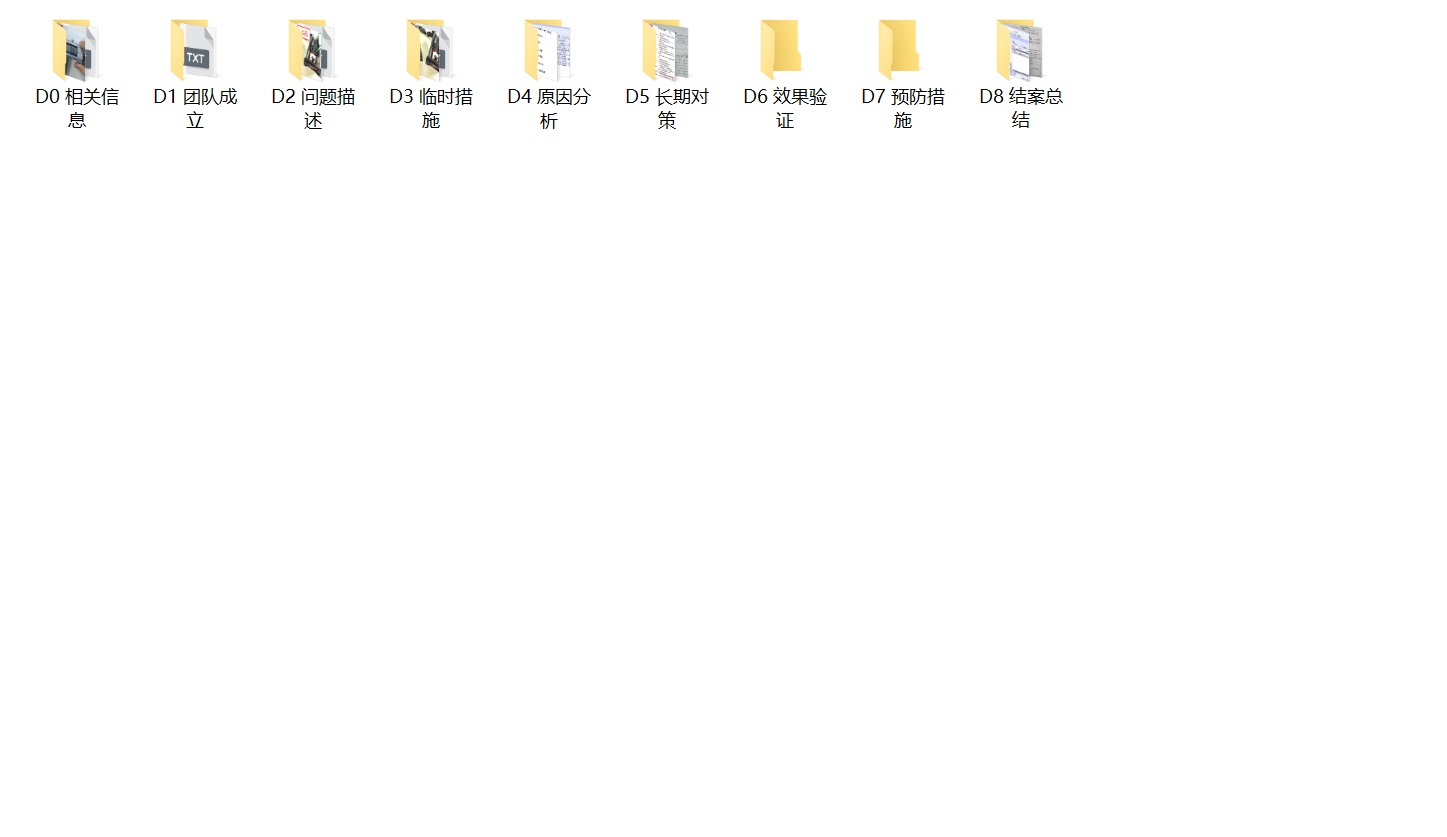 TXT
D0 相关信
息
D1 团队成
立
D2 问题描
述
D3 临时措
施
D4 原因分
析
D5 长期对
策
D6 效果验
证
D7 预防措
施
D8 结案总
结